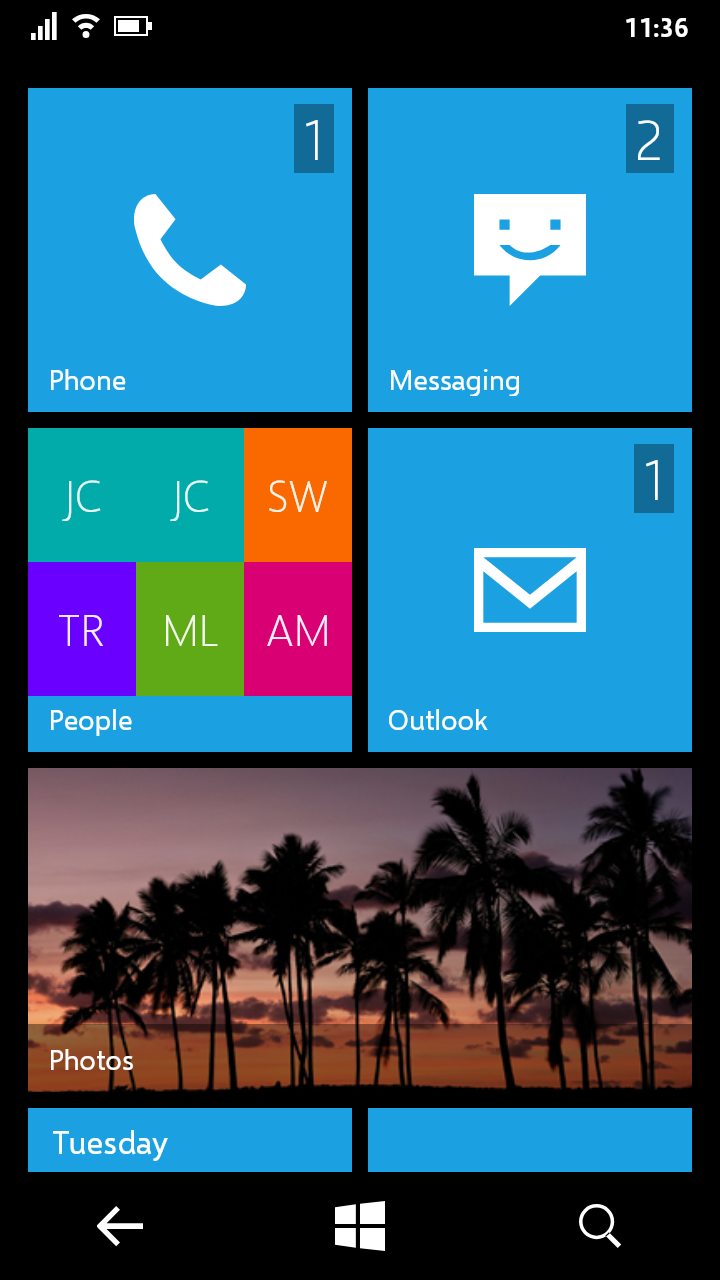 11:36
1
Phone
2
Messaging
JC JC SW
TR ML AM
People
1
Outlook
Photos
Tuesday